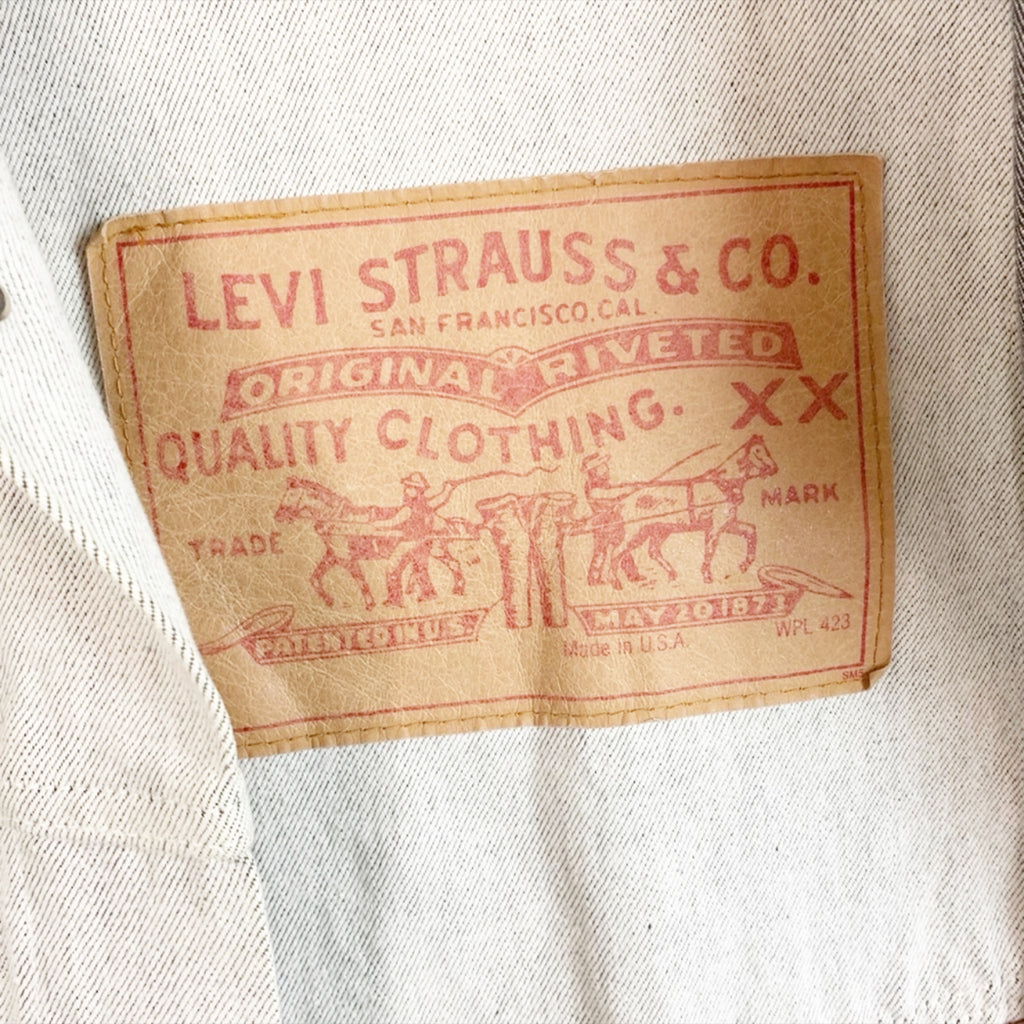 LEVI STRAUSS & CO.
SAN FRANCISCO, CAL.
ORIGINAL RIVETED
QUALITY CLOTHING. XX
TRADE MARK
PATENTED IN U.S. MAY 20 1873
Made in U.S.A. WPL 423
SMS